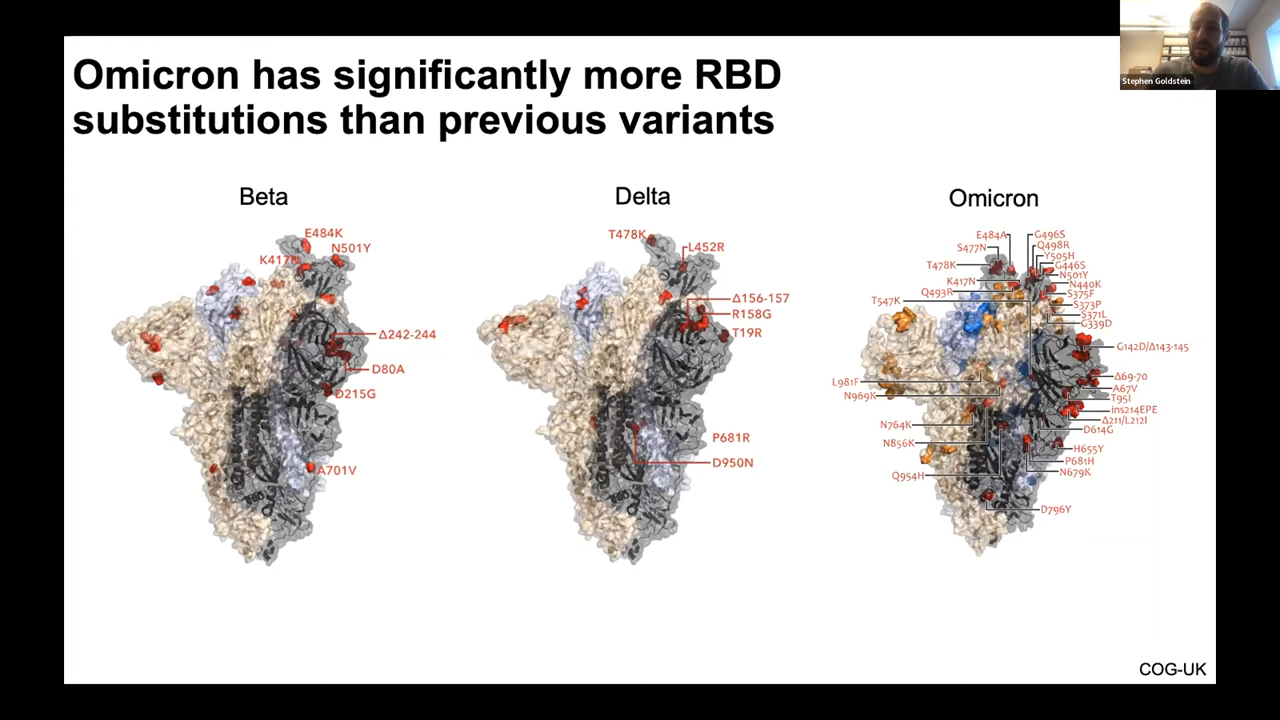 Stephen Goldstein
Omicron has significantly more RBD
substitutions than previous variants
Beta
E484K
N501Y
K417N
Δ242-244
D80A
D215G
A701V
Delta
T478K
L452R
Δ156-157
R158G
T19R
P681R
D950N
Omicron
E484A
G496S
Q498R
S477N
Y505H
T478K
G446S
N501Y
K417N
N440K
Q493R
S375F
T547K
S373P
S371L
G339D
G142D/Δ143-145
Δ69-70
L981F
A67V
N969K
T95I
ins214EPE
Δ211/L212I
N764K
D614G
N856K
H655Y
P681H
Q954H
N679K
D796Y
COG-UK